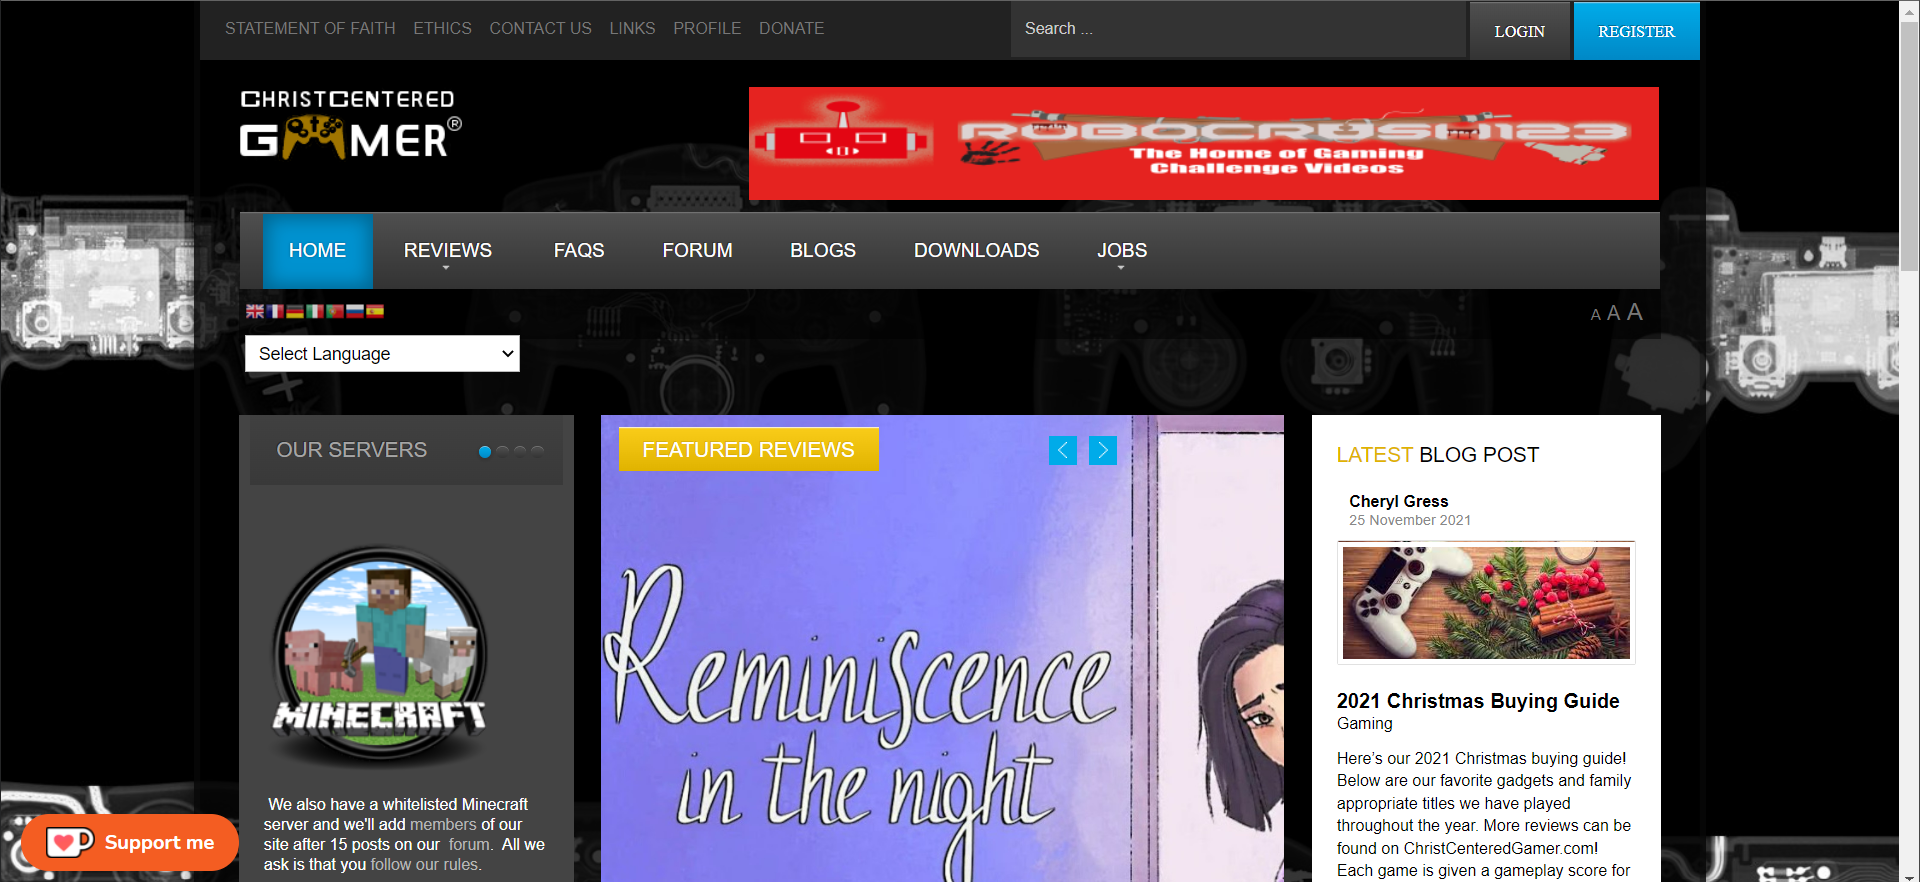 STATEMENT OF FAITH ETHICS CONTACT US LINKS PROFILE DONATE
Search ...
LOGIN
REGISTER
CHRISTCENTERED
GAMER®
ROBOCRUSH123
The Home of Gaming
Challenge Videos
HOME REVIEWS FAQS FORUM BLOGS DOWNLOADS JOBS
A A A
Select Language
OUR SERVERS
MINECRAFT
We also have a whitelisted Minecraft
server and we'll add members of our
site after 15 posts on our forum. All we
ask is that you follow our rules.
Support me
FEATURED REVIEWS
Reminiscence
in the night
LATEST BLOG POST
Cheryl Gress
25 November 2021
2021 Christmas Buying Guide
Gaming
Here’s our 2021 Christmas buying guide!
Below are our favorite gadgets and family
appropriate titles we have played
throughout the year. More reviews can be
found on ChristCenteredGamer.com!
Each game is given a gameplay score for